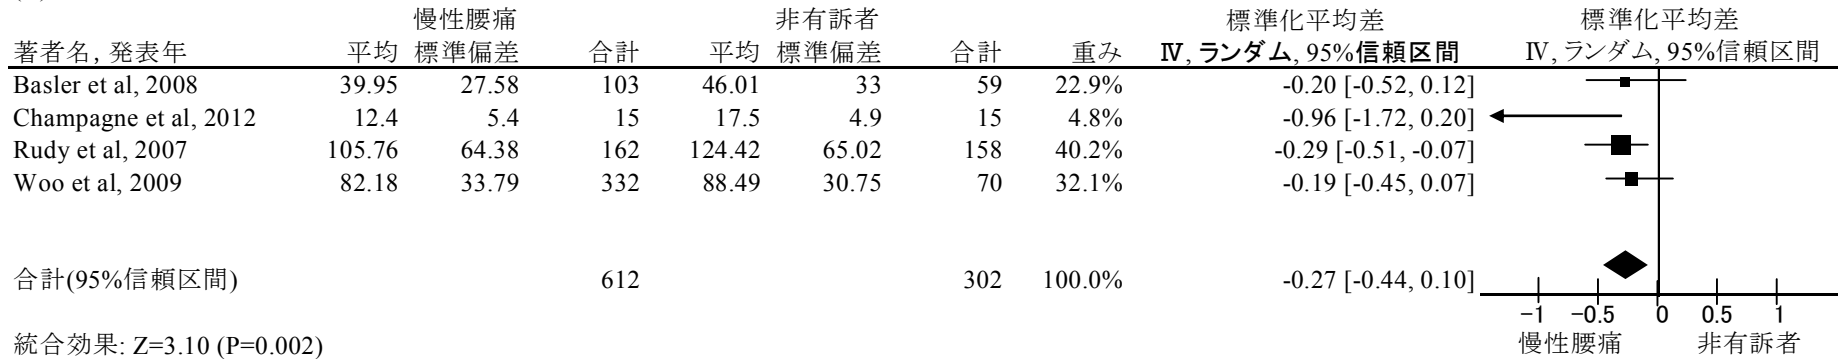 慢性腰痛 非有訴者 標準化平均差 標準化平均差
著者名, 発表年 平均 標準偏差 合計 平均 標準偏差 合計 重み Ⅳ, ランダム, 95%信頼区間 Ⅳ, ランダム, 95%信頼区間
Basler et al, 2008 39.95 27.58 103 46.01 33 59 22.9% -0.20 [-0.52, 0.12]
Champagne et al, 2012 12.4 5.4 15 17.5 4.9 15 4.8% -0.96 [-1.72, 0.20]
Rudy et al, 2007 105.76 64.38 162 124.42 65.02 158 40.2% -0.29 [-0.51, -0.07]
Woo et al, 2009 82.18 33.79 332 88.49 30.75 70 32.1% -0.19 [-0.45, 0.07]
合計(95%信頼区間) 612 302 100.0% -0.27 [-0.44, 0.10]
-1 -0.5 0 0.5 1
統合効果: Z=3.10 (P=0.002) 慢性腰痛 非有訴者